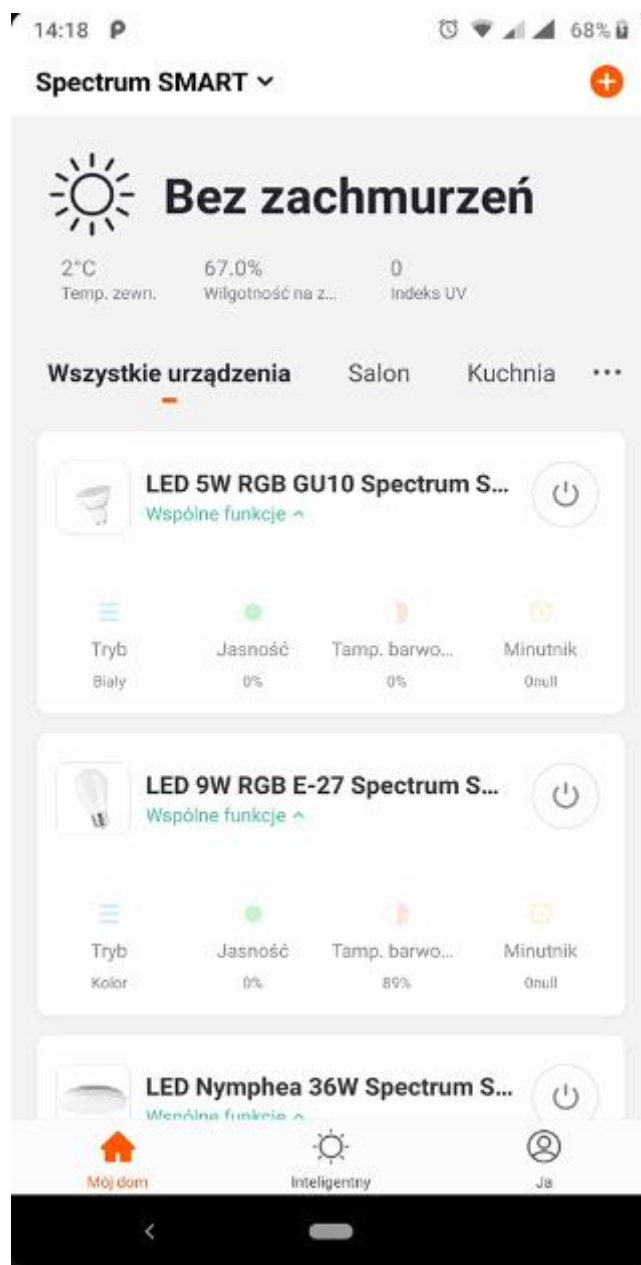 14:18 68%
Spectrum SMART
Bez zachmurzeń
2°C 67.0% 0
Temp. zewn. Wilgotność na z... Indeks UV
Wszystkie urządzenia Salon Kuchnia ...
LED 5W RGB GU10 Spectrum S...
Wspólne funkcje
Tryb Jasność Tamp. barwo... Minutnik
Biały 0% 0% 0null
LED 9W RGB E-27 Spectrum S...
Wspólne funkcje
Tryb Jasność Tamp. barwo... Minutnik
Kolor 0% 89% 0null
LED Nymphea 36W Spectrum S...
Wspólne funkcje
Mój dom Inteligentny Ja